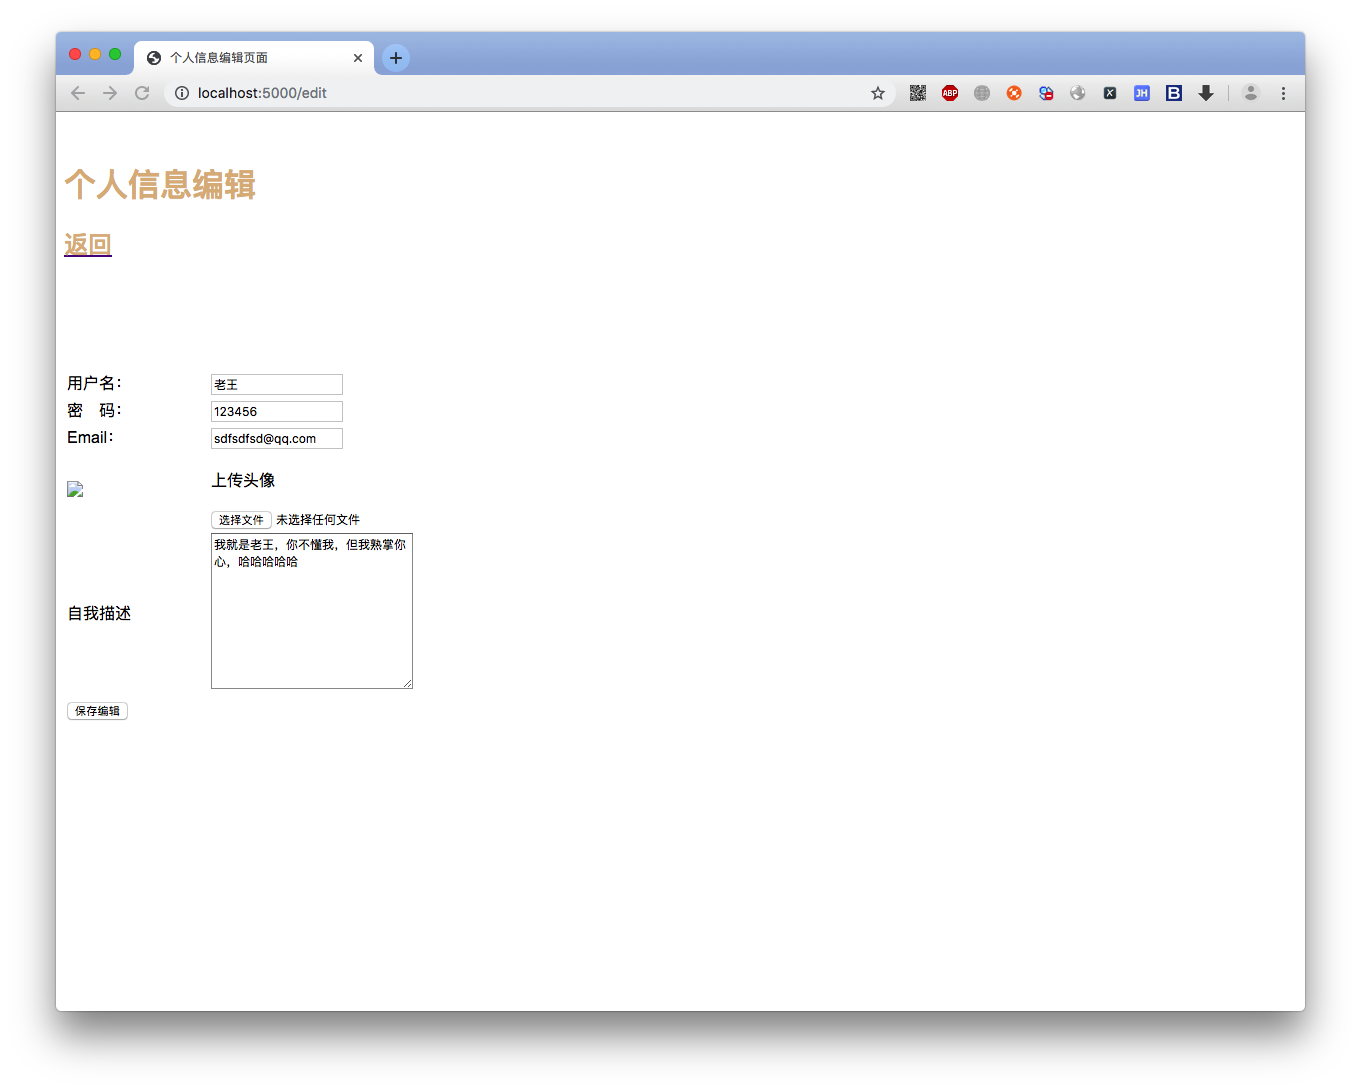 个人信息编辑页面
localhost:5000/edit
ABP
JH
B
个人信息编辑
返回
用户名： 老王
密　码： 123456
Email： sdfsdfsd@qq.com
上传头像
选择文件 未选择任何文件
我就是老王，你不懂我，但我熟掌你
心，哈哈哈哈哈
自我描述
保存编辑